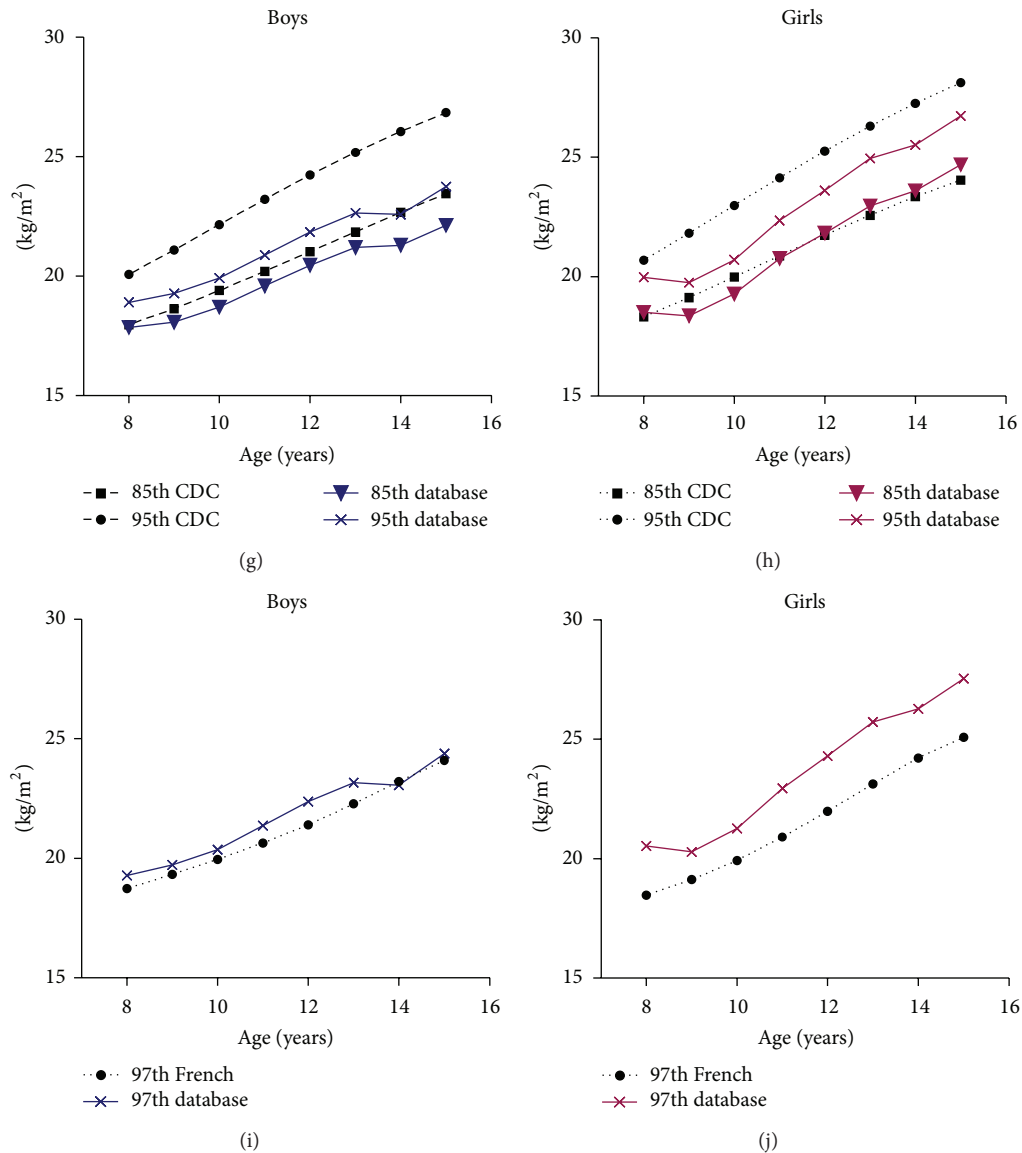 Boys
30
25
20
15
(kg/m²)
8 10 12 14 16
Age (years)
85th CDC
95th CDC
85th database
95th database
(g)
Girls
30
25
20
15
(kg/m²)
8 10 12 14 16
Age (years)
85th CDC
95th CDC
85th database
95th database
(h)
Boys
30
25
20
15
(kg/m²)
8 10 12 14 16
Age (years)
97th French
97th database
(i)
Girls
30
25
20
15
(kg/m²)
8 10 12 14 16
Age (years)
97th French
97th database
(j)